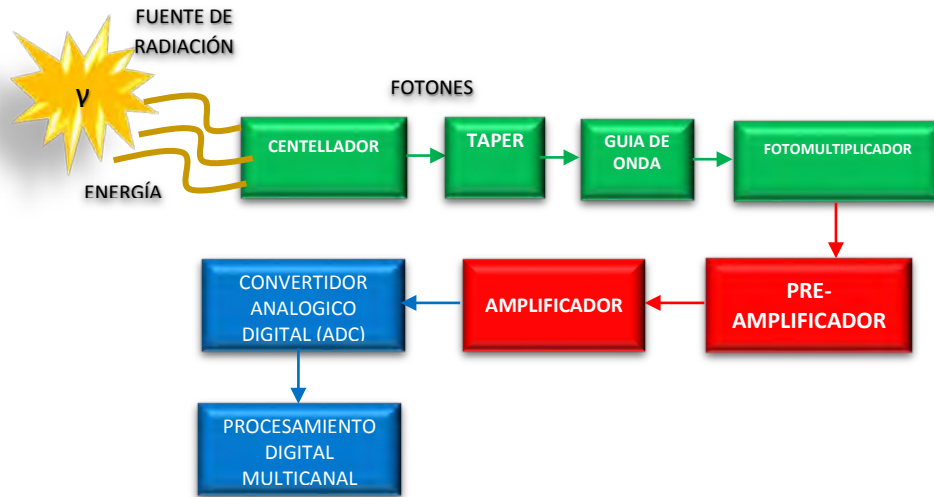 FUENTE DE
RADIACIÓN
γ
FOTONES
ENERGÍA
CENTELLADOR
TAPER
GUIA DE
ONDA
FOTOMULTIPLICADOR
PRE-
AMPLIFICADOR
AMPLIFICADOR
CONVERTIDOR
ANALOGICO
DIGITAL (ADC)
PROCESAMIENTO
DIGITAL
MULTICANAL